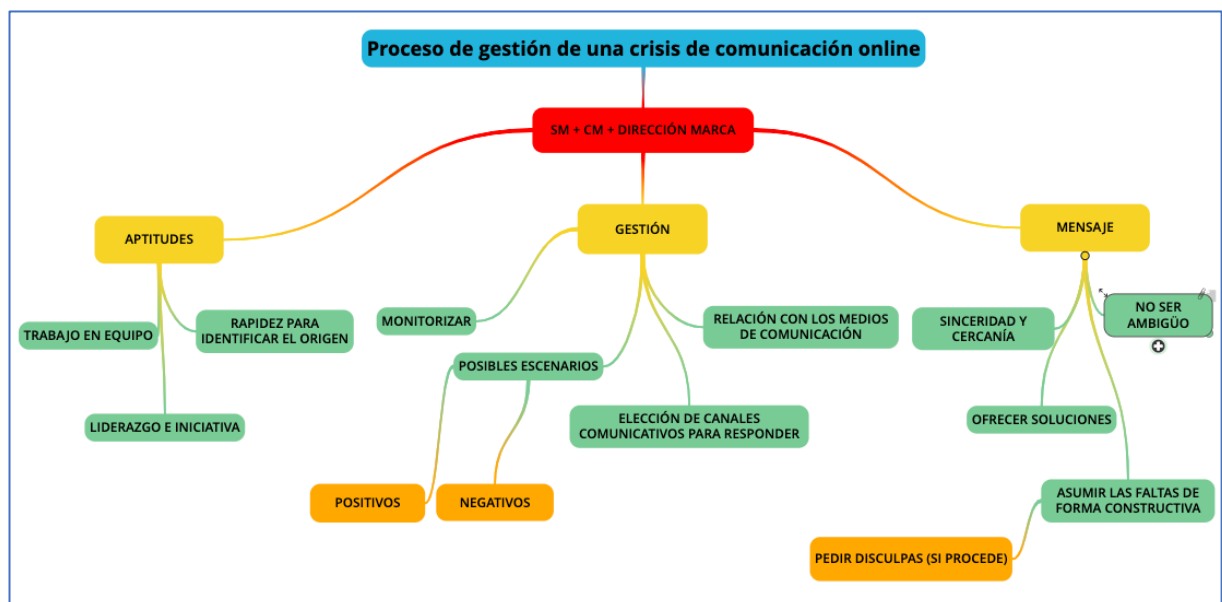 Proceso de gestión de una crisis de comunicación online
SM + CM + DIRECCIÓN MARCA
APTITUDES
GESTIÓN
MENSAJE
TRABAJO EN EQUIPO
RAPIDEZ PARA
IDENTIFICAR EL ORIGEN
LIDERAZGO E INICIATIVA
MONITORIZAR
POSIBLES ESCENARIOS
POSITIVOS
NEGATIVOS
ELECCIÓN DE CANALES
COMUNICATIVOS PARA RESPONDER
RELACIÓN CON LOS MEDIOS
DE COMUNICACIÓN
SINCERIDAD Y
CERCANÍA
NO SER
AMBIGÜO
OFRECER SOLUCIONES
ASUMIR LAS FALTAS DE
FORMA CONSTRUCTIVA
PEDIR DISCULPAS (SI PROCEDE)